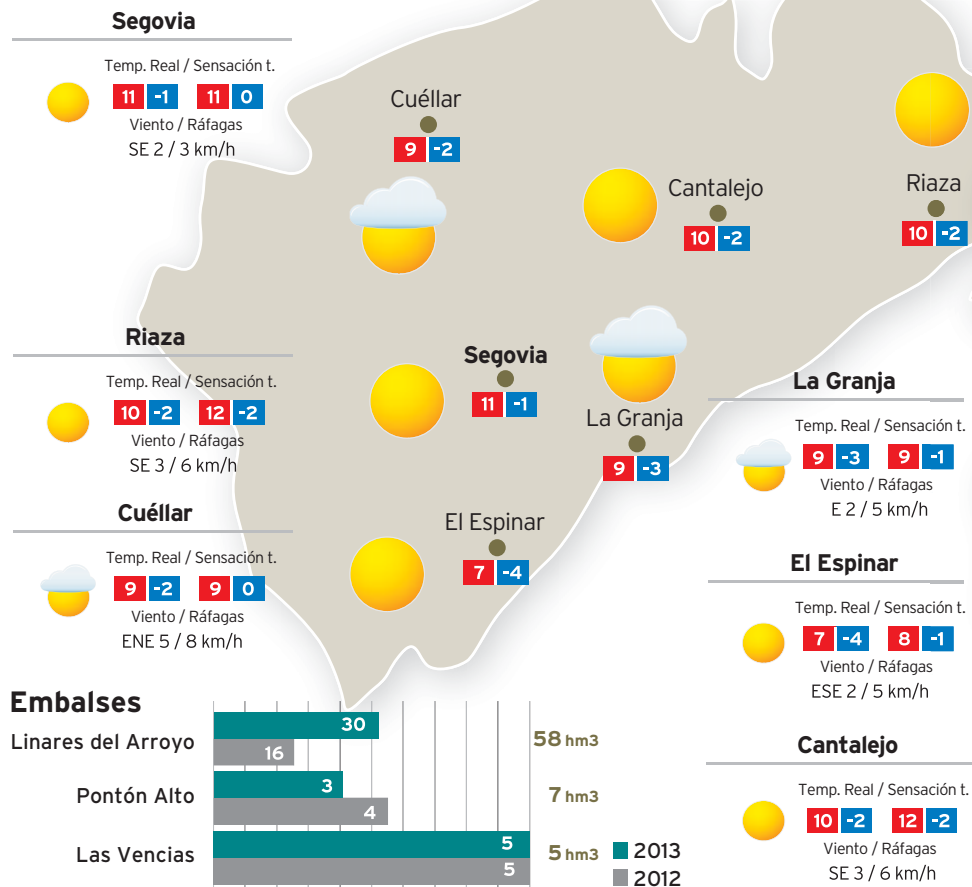 Segovia
Temp. Real / Sensación t.
11 -1 11 0
Viento / Ráfagas
SE 2 / 3 km/h
Cuéllar
9 -2
Cantalejo
10 -2
Riaza
10 -2
Riaza
Temp. Real / Sensación t.
10 -2 12 -2
Viento / Ráfagas
SE 3 / 6 km/h
Segovia
11 -1
La Granja
9 -3
La Granja
Temp. Real / Sensación t.
9 -3 9 -1
Viento / Ráfagas
E 2 / 5 km/h
Cuéllar
Temp. Real / Sensación t.
9 -2 9 0
Viento / Ráfagas
ENE 5 / 8 km/h
El Espinar
7 -4
El Espinar
Temp. Real / Sensación t.
7 -4 8 -1
Viento / Ráfagas
ESE 2 / 5 km/h
Embalses
Linares del Arroyo 30 16 58 hm3
Pontón Alto 3 4 7 hm3
Las Vencias 5 5 5 hm3
2013
2012
Cantalejo
Temp. Real / Sensación t.
10 -2 12 -2
Viento / Ráfagas
SE 3 / 6 km/h